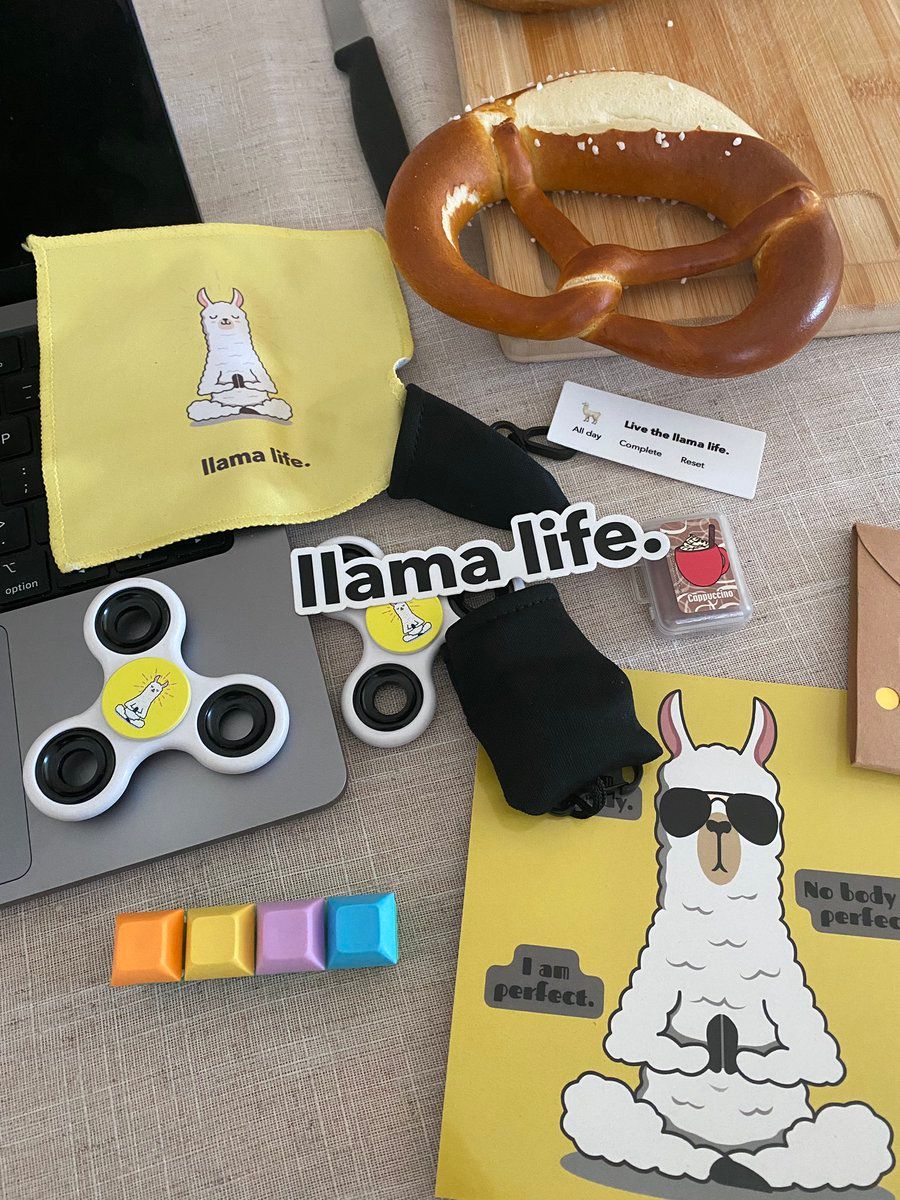 llama life.
P
option
Live the llama life.
All day
Complete
Reset
llama life.
Cappuccino
No body
perfec
I am
perfect.